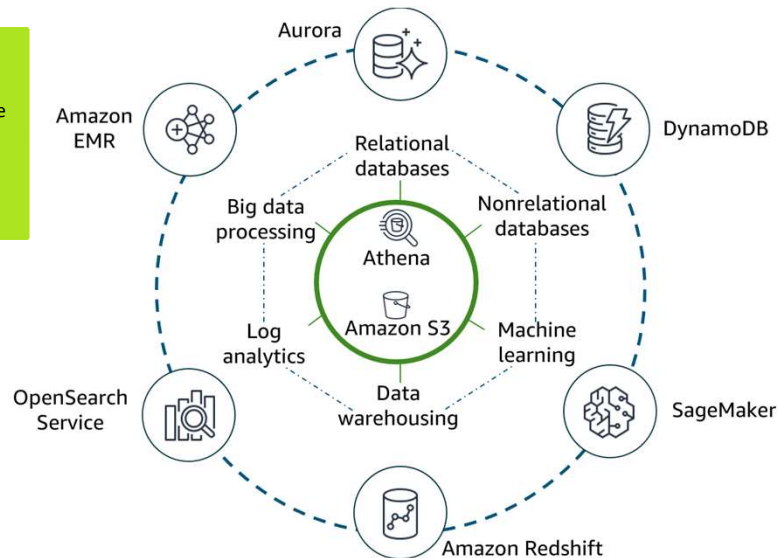 Aurora
e
Amazon
EMR
DynamoDB
Relational
databases
Big data
processing
Nonrelational
databases
Athena
Amazon S3
Log
analytics
Machine
learning
Data
warehousing
OpenSearch
Service
SageMaker
Amazon Redshift